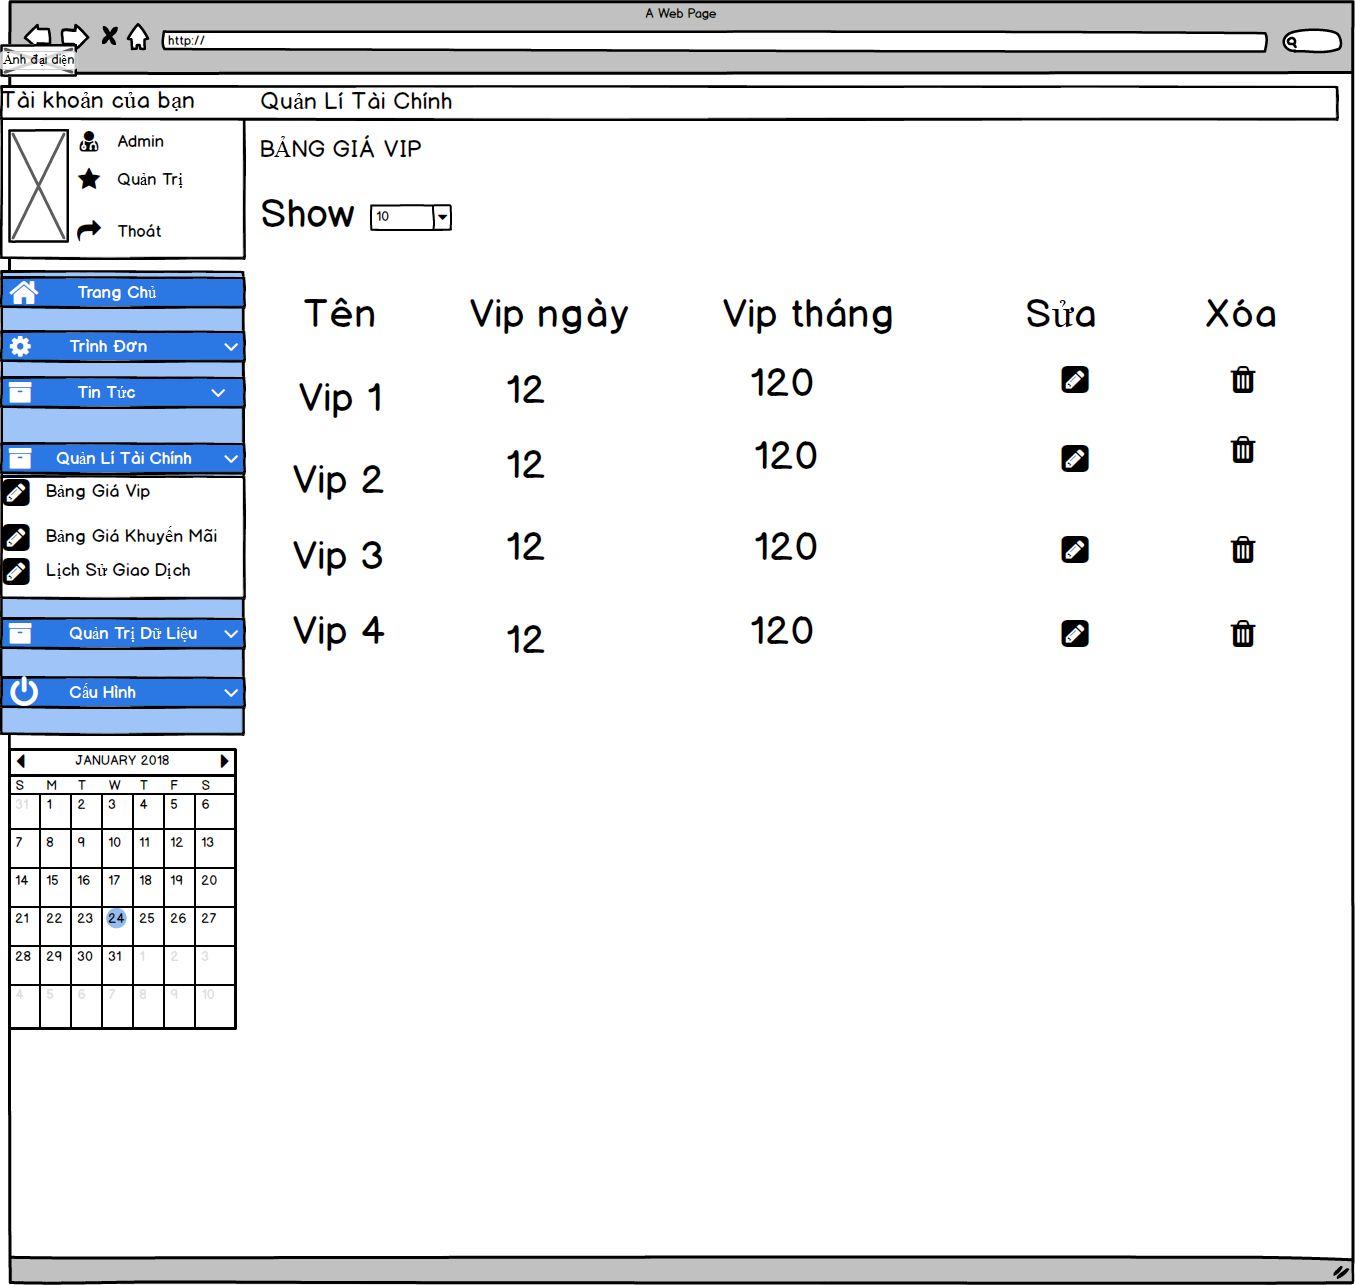 A Web Page
http://
Ảnh đại diện
Tài khoản của bạn
Quản Lí Tài Chính
Admin
Quản Trị
Thoát
BẢNG GIÁ VIP
Show 10
Trang Chủ
Trình Đơn
Tin Tức
Quản Lí Tài Chính
Bảng Giá Vip
Bảng Giá Khuyến Mãi
Lịch Sử Giao Dịch
Quản Trị Dữ Liệu
Cấu Hình
Tên Vip ngày Vip tháng Sửa Xóa
Vip 1 12 120
Vip 2 12 120
Vip 3 12 120
Vip 4 12 120
JANUARY 2018
S M T W T F S
31 1 2 3 4 5 6
7 8 9 10 11 12 13
14 15 16 17 18 19 20
21 22 23 24 25 26 27
28 29 30 31 1 2 3
4 5 6 7 8 9 10